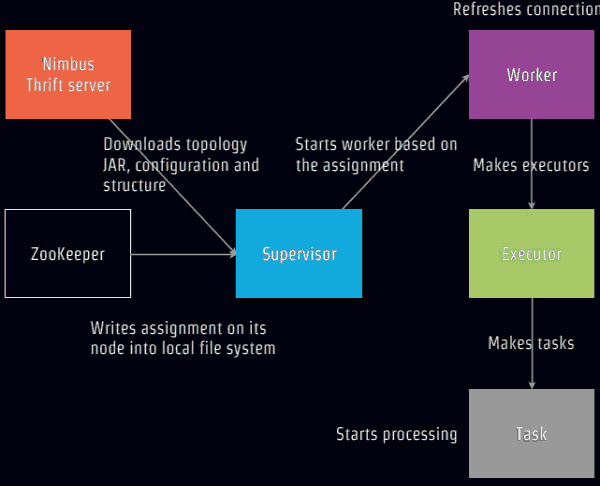 Refreshes connection
Nimbus
Thrift server
Worker
Downloads topology
JAR, configuration and
structure
Starts worker based on
the assignment
Makes executors
ZooKeeper
Supervisor
Executor
Writes assignment on its
node into local file system
Makes tasks
Starts processing
Task